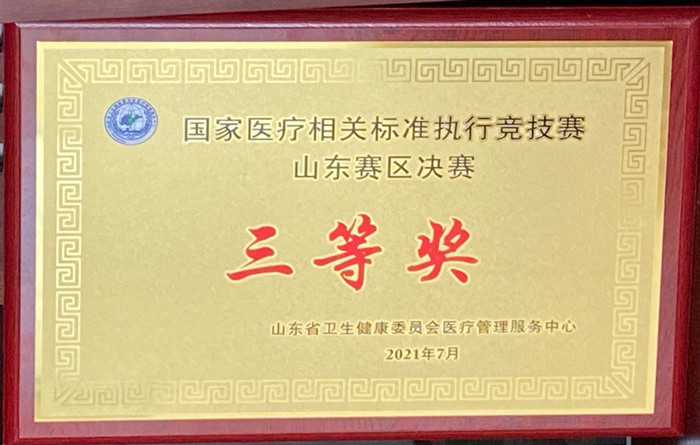 国家医疗相关标准执行竞技赛
山东赛区决赛
三等奖
山东省卫生健康委员会医疗管理服务中心
2021年7月